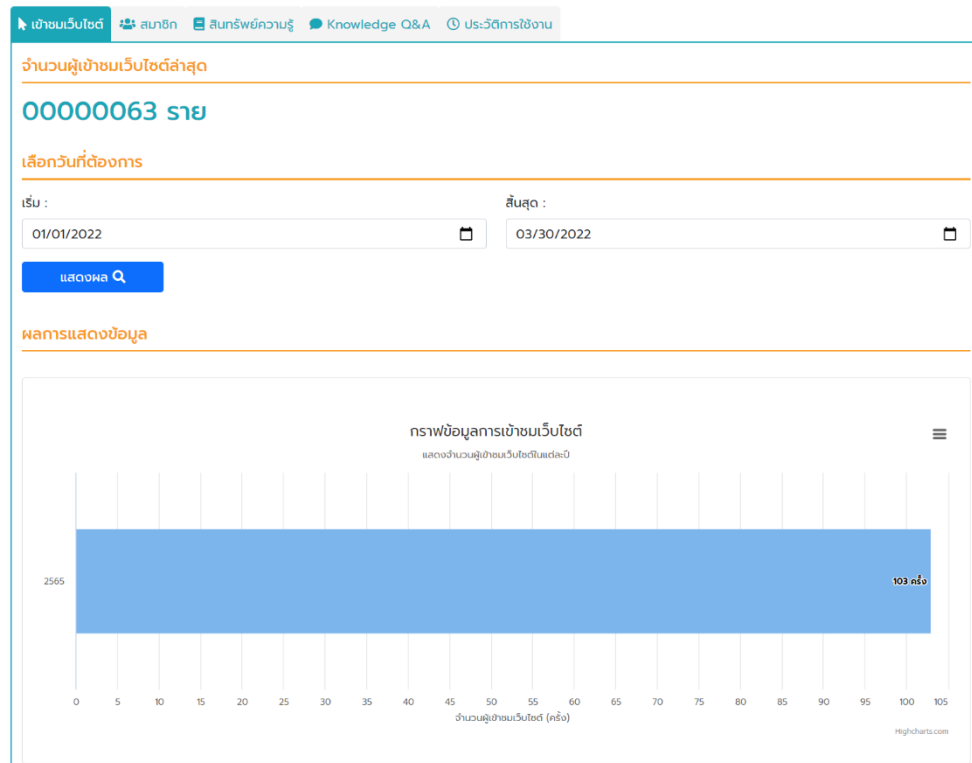 เข้าชมเว็บไซต์ สมาชิก สินทรัพย์ความรู้ Knowledge Q&A ประวัติการใช้งาน
จำนวนผู้เข้าชมเว็บไซต์ล่าสุด
00000063 ราย
เลือกวันที่ต้องการ
เริ่ม : สิ้นสุด :
01/01/2022 03/30/2022
แสดงผล
ผลการแสดงข้อมูล
กราฟข้อมูลการเข้าชมเว็บไซต์
แสดงจำนวนผู้เข้าชมเว็บไซต์ในแต่ละปี
2565 103 ครั้ง
0 5 10 15 20 25 30 35 40 45 50 55 60 65 70 75 80 85 90 95 100 105
จำนวนผู้เข้าชมเว็บไซต์ (ครั้ง)
Highcharts.com